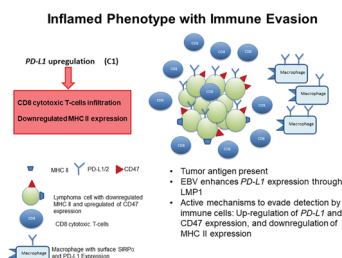 Inflamed Phenotype with Immune Evasion
PD-L1 upregulation (C1)
CD8 cytotoxic T-cells infiltration
Downregulated MHC II expression
CD8
CD8
CD8
CD8
CD8
CD8
CD8
CD8
CD8
CD8
CD8
Macrophage
Macrophage
Macrophage
MHC II
PD-L1/2
CD47
Lymphoma cell with downregulated
MHC II and upregulated of CD47
expression
CD8
CD8 cytotoxic T-cells
Macrophage with surface SIRPα
and PD-L1 Expression
• Tumor antigen present
• EBV enhances PD-L1 expression through
LMP1
• Active mechanisms to evade detection by
immune cells: Up-regulation of PD-L1 and
CD47 expression, and downregulation of
MHC II expression